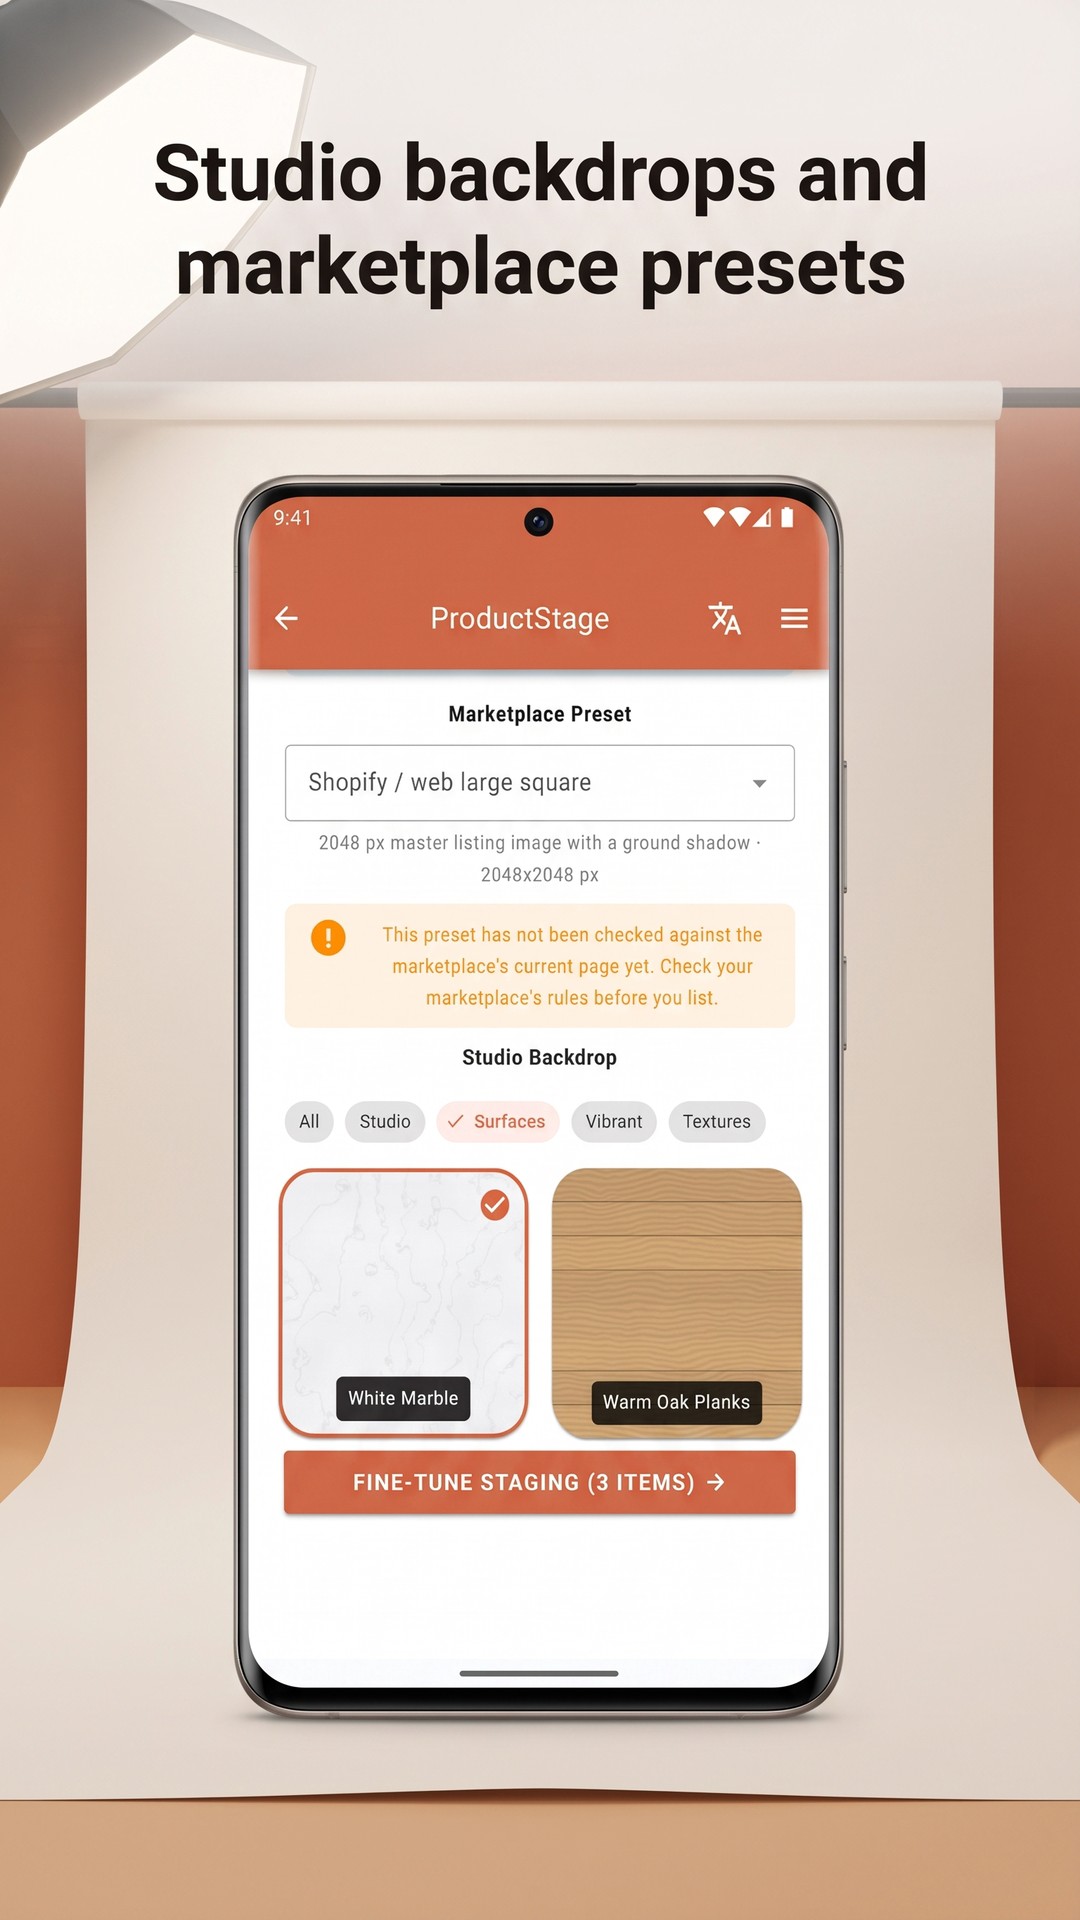 Studio backdrops and
marketplace presets
9:41
ProductStage
Marketplace Preset
Shopify / web large square
2048 px master listing image with a ground shadow ·
2048x2048 px
This preset has not been checked against the
marketplace's current page yet. Check your
marketplace's rules before you list.
Studio Backdrop
All
Studio
Surfaces
Vibrant
Textures
White Marble
Warm Oak Planks
FINE-TUNE STAGING (3 ITEMS) →